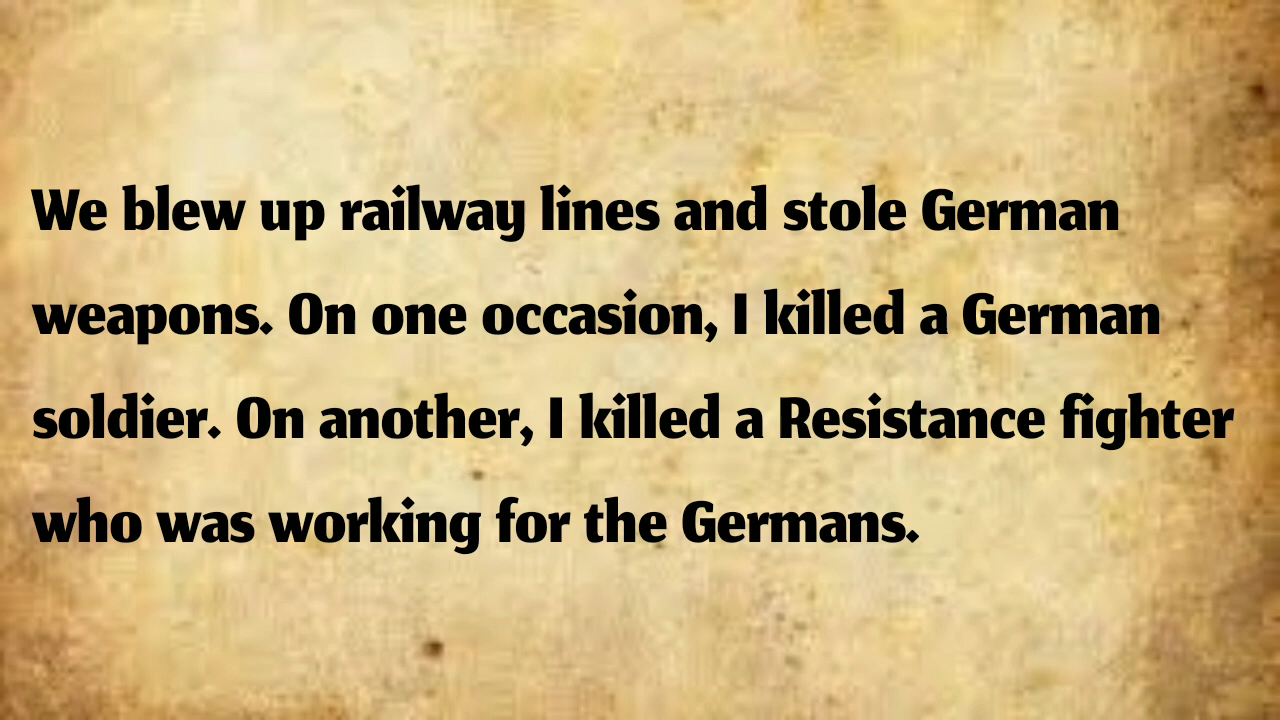 We blew up railway lines and stole German
weapons. On one occasion, I killed a German
soldier. On another, I killed a Resistance fighter
who was working for the Germans.